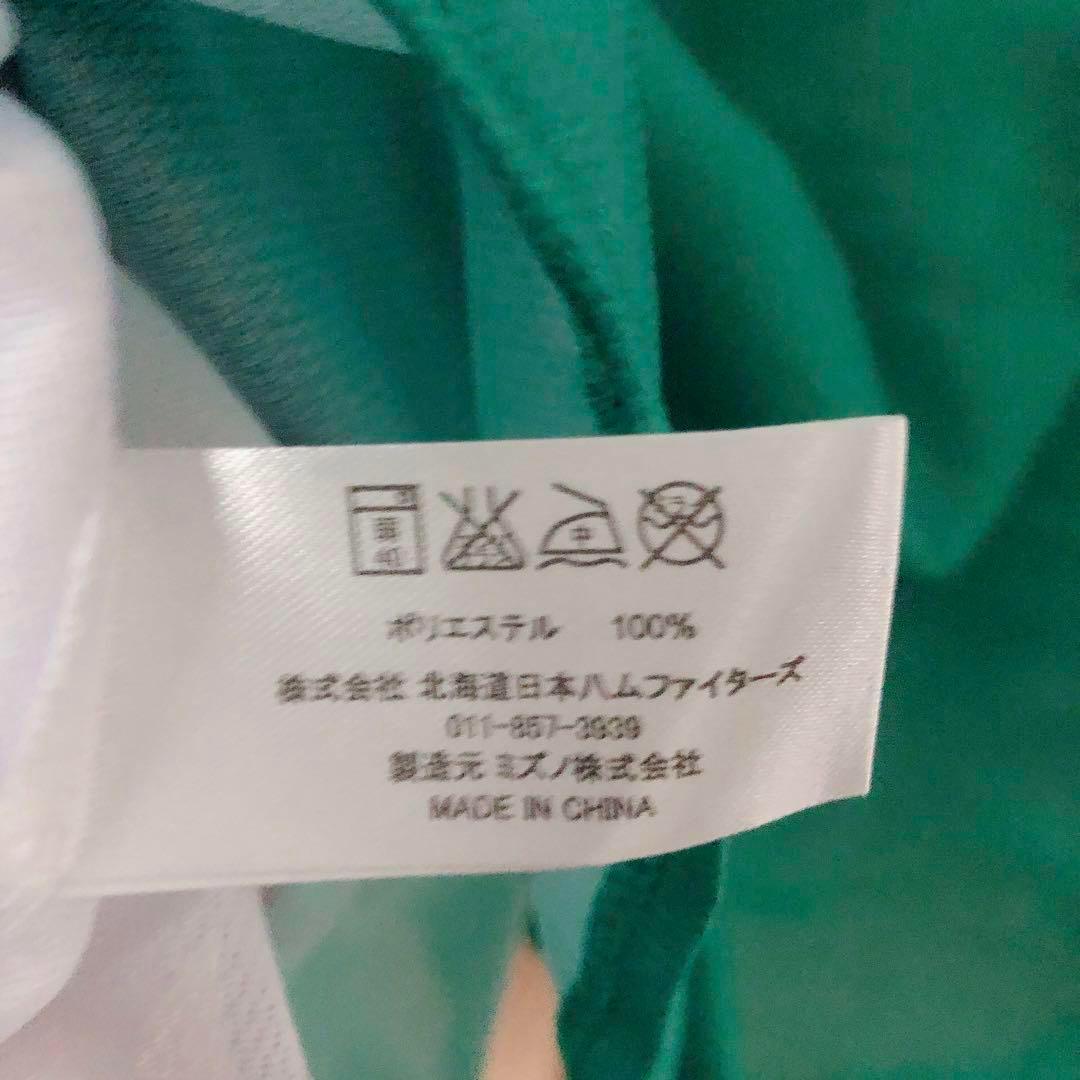 中
ポリエステル 100%
株式会社 北海道日本ハムファイターズ
011-857-3939
製造元 ミズノ株式会社
MADE IN CHINA